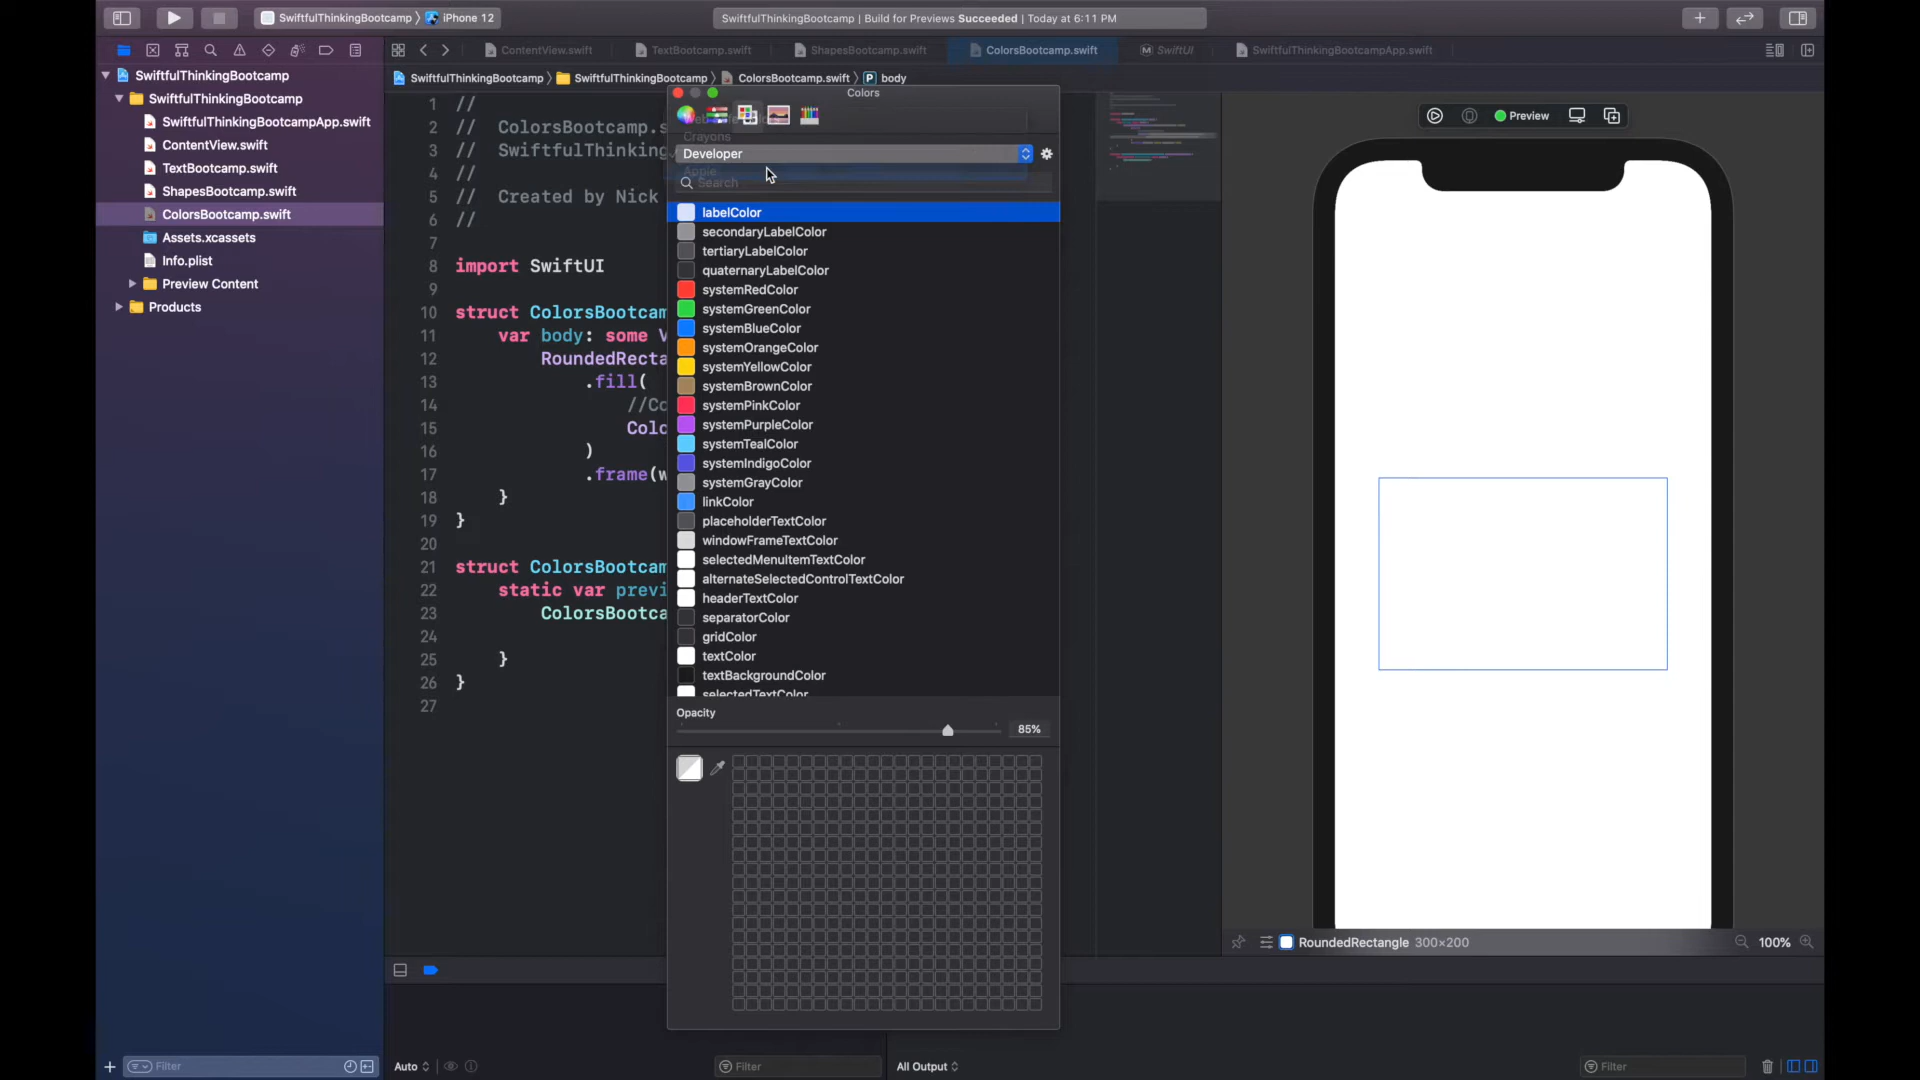 SwiftfulThinkingBootcamp
iPhone 12
SwiftfulThinkingBootcamp | Build for Previews Succeeded | Today at 6:11 PM
ContentView.swift
TextBootcamp.swift
ShapesBootcamp.swift
ColorsBootcamp.swift
SwiftUI
SwiftfulThinkingBootcampApp.swift
SwiftfulThinkingBootcamp
SwiftfulThinkingBootcamp
SwiftfulThinkingBootcampApp.swift
ContentView.swift
TextBootcamp.swift
ShapesBootcamp.swift
ColorsBootcamp.swift
Assets.xcassets
Info.plist
Preview Content
Products
SwiftfulThinkingBootcamp
SwiftfulThinkingBootcamp
ColorsBootcamp.swift
P body
1 //
2 // ColorsBootcamp.s
3 // SwiftfulThinking
4 //
5 // Created by Nick
6 //
7
8 import SwiftUI
9
10 struct ColorsBootcam
11 var body: some V
12 RoundedRecta
13 .fill(
14 //Co
15 Colo
16 )
17 .frame(w
18 }
19 }
20
21 struct ColorsBootcam
22 static var previ
23 ColorsBootca
24
25 }
26 }
27
Colors
Crayons
Developer
Apple
Search
labelColor
secondaryLabelColor
tertiaryLabelColor
quaternaryLabelColor
systemRedColor
systemGreenColor
systemBlueColor
systemOrangeColor
systemYellowColor
systemBrownColor
systemPinkColor
systemPurpleColor
systemTealColor
systemIndigoColor
systemGrayColor
linkColor
placeholderTextColor
windowFrameTextColor
selectedMenuItemTextColor
alternateSelectedControlTextColor
headerTextColor
separatorColor
gridColor
textColor
textBackgroundColor
selectedTextColor
Opacity
85%
Preview
RoundedRectangle 300×200
100%
Filter
Auto
Filter
All Output
Filter